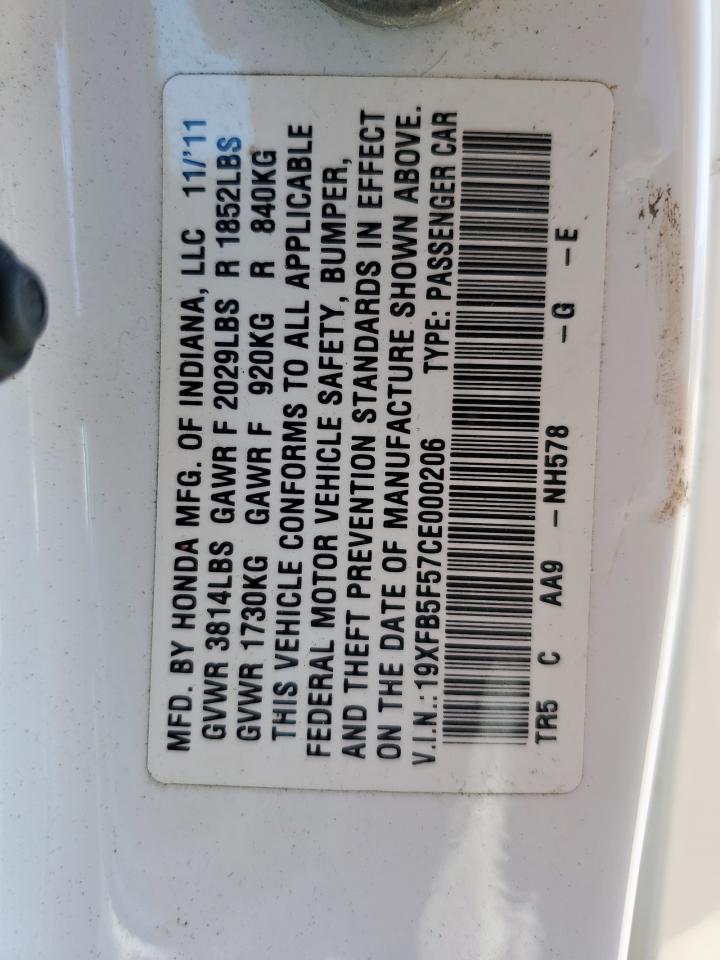 MFD. BY HONDA MFG. OF INDIANA, LLC 11/'11
GVWR 3814LBS GAWR F 2029LBS R 1852LBS
GVWR 1730KG GAWR F 920KG R 840KG
THIS VEHICLE CONFORMS TO ALL APPLICABLE
FEDERAL MOTOR VEHICLE SAFETY, BUMPER,
AND THEFT PREVENTION STANDARDS IN EFFECT
ON THE DATE OF MANUFACTURE SHOWN ABOVE.
V.I.N.: 19XFB5F57CE000206 TYPE: PASSENGER CAR
TR5 C AA9 -NH578 -G -E